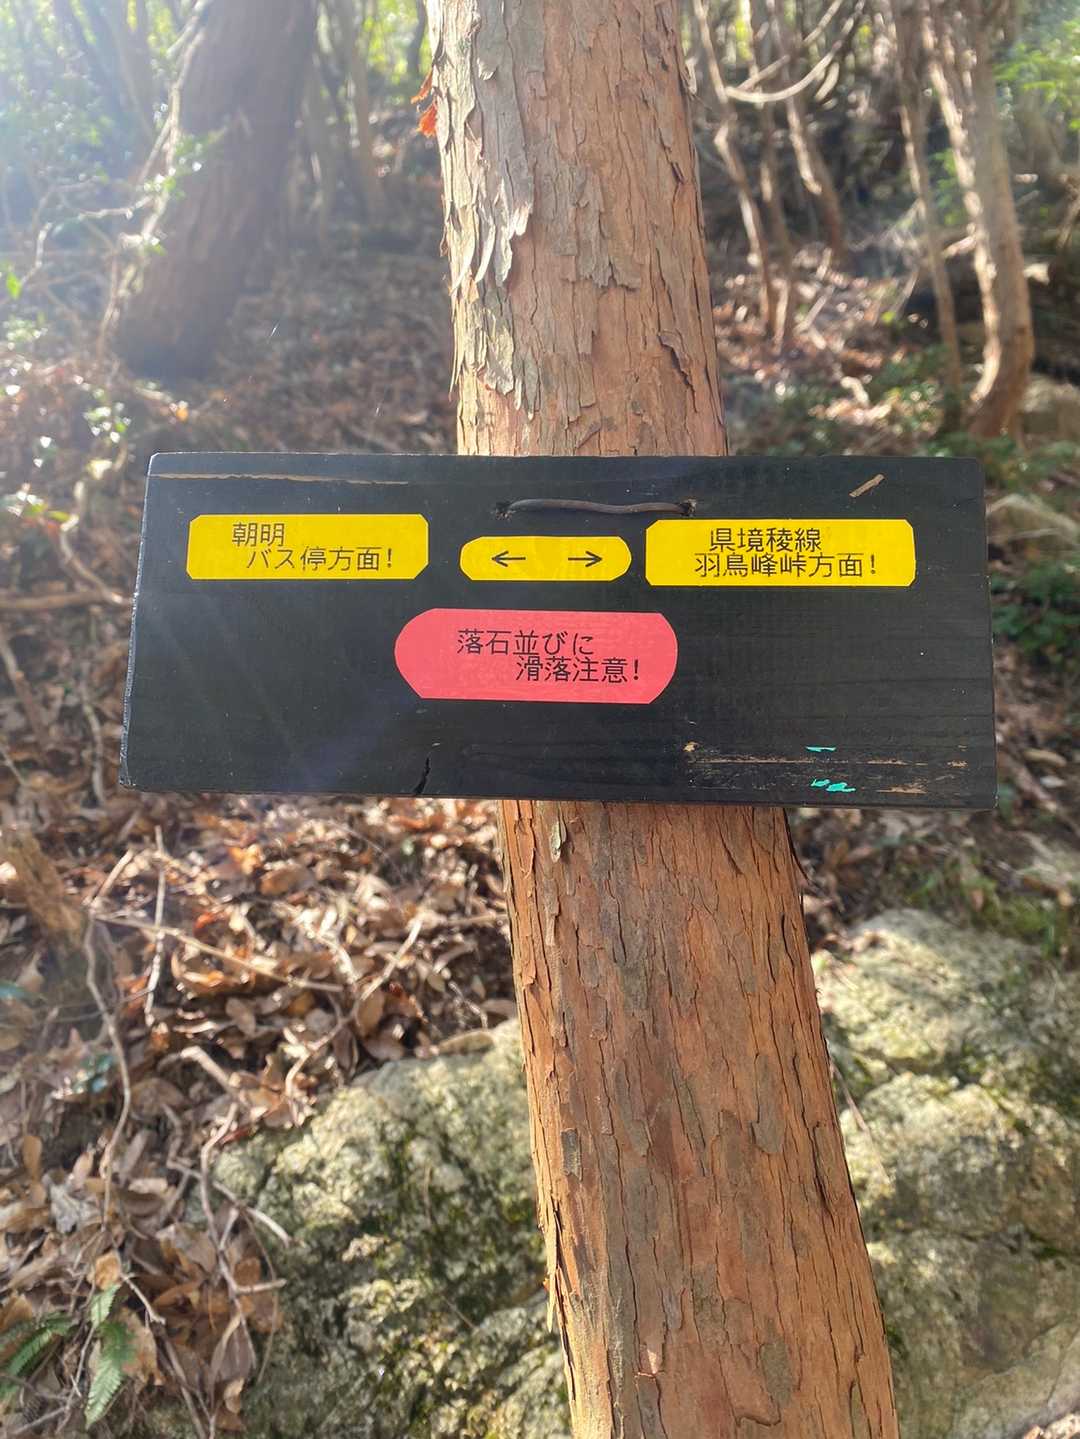 朝明
バス停方面!
← →
県境稜線
羽鳥峰峠方面!
落石並びに
滑落注意!